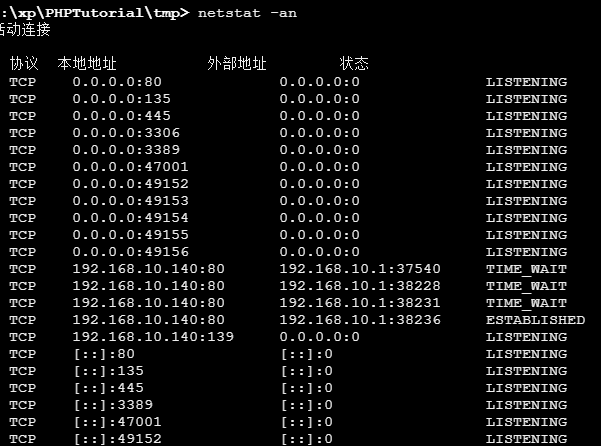 :\xp\PHPTutorial\tmp> netstat -an
活动连接
协议 本地地址 外部地址 状态
TCP 0.0.0.0:80 0.0.0.0:0 LISTENING
TCP 0.0.0.0:135 0.0.0.0:0 LISTENING
TCP 0.0.0.0:445 0.0.0.0:0 LISTENING
TCP 0.0.0.0:3306 0.0.0.0:0 LISTENING
TCP 0.0.0.0:3389 0.0.0.0:0 LISTENING
TCP 0.0.0.0:47001 0.0.0.0:0 LISTENING
TCP 0.0.0.0:49152 0.0.0.0:0 LISTENING
TCP 0.0.0.0:49153 0.0.0.0:0 LISTENING
TCP 0.0.0.0:49154 0.0.0.0:0 LISTENING
TCP 0.0.0.0:49155 0.0.0.0:0 LISTENING
TCP 0.0.0.0:49156 0.0.0.0:0 LISTENING
TCP 192.168.10.140:80 192.168.10.1:37540 TIME_WAIT
TCP 192.168.10.140:80 192.168.10.1:38228 TIME_WAIT
TCP 192.168.10.140:80 192.168.10.1:38231 TIME_WAIT
TCP 192.168.10.140:80 192.168.10.1:38236 ESTABLISHED
TCP 192.168.10.140:139 0.0.0.0:0 LISTENING
TCP [::]:80 [::]:0 LISTENING
TCP [::]:135 [::]:0 LISTENING
TCP [::]:445 [::]:0 LISTENING
TCP [::]:3389 [::]:0 LISTENING
TCP [::]:47001 [::]:0 LISTENING
TCP [::]:49152 [::]:0 LISTENING